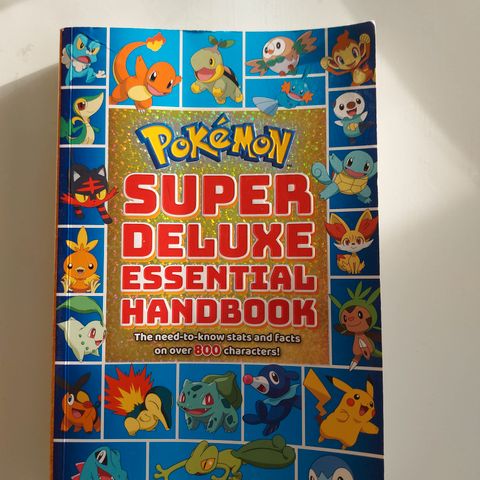 POKéMON
SUPER
DELUXE
ESSENTIAL
HANDBOOK
The need-to-know stats and facts
on over 800 characters!